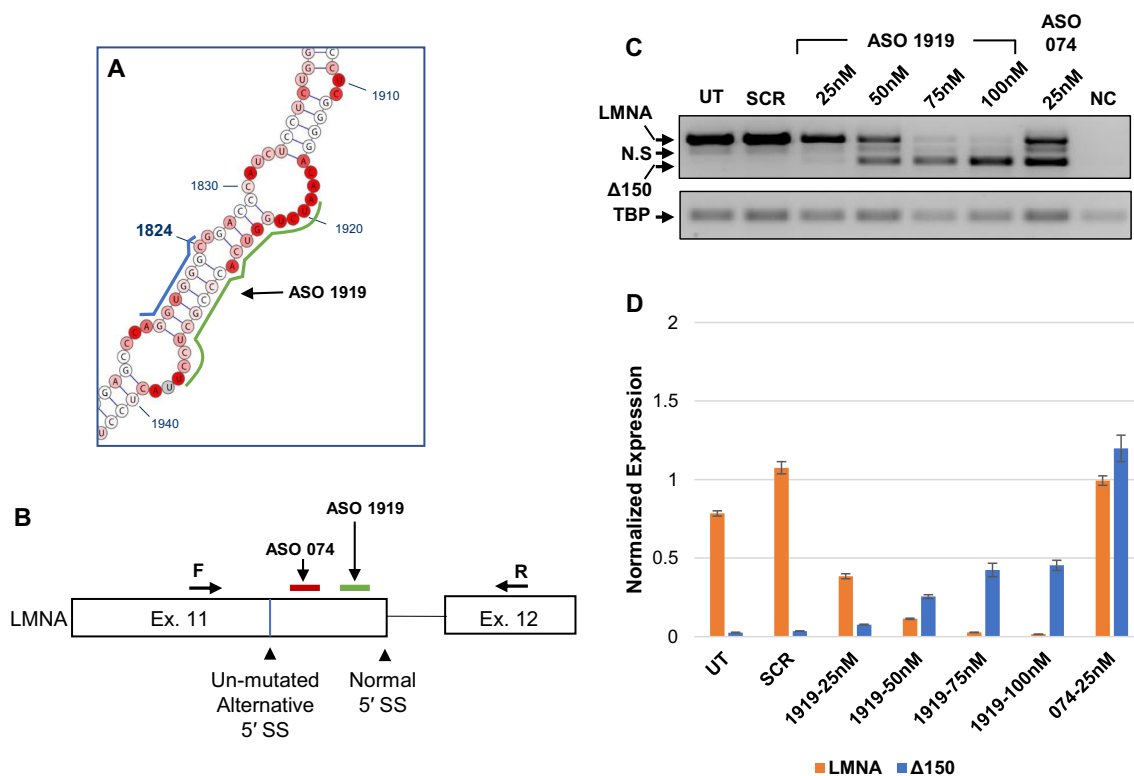 A
1910
1830
1824
1920
ASO 1919
1940
B
ASO 1919
ASO 074
F
R
LMNA
Ex. 11
Ex. 12
Un-mutated
Alternative
5′ SS
Normal
5′ SS
C
ASO 1919
ASO
074
UT
SCR
25nM
50nM
75nM
100nM
25nM
NC
LMNA
N.S
Δ150
TBP
D
Normalized Expression
2
1.5
1
0.5
0
UT
SCR
1919-25nM
1919-50nM
1919-75nM
1919-100nM
074-25nM
LMNA
Δ150